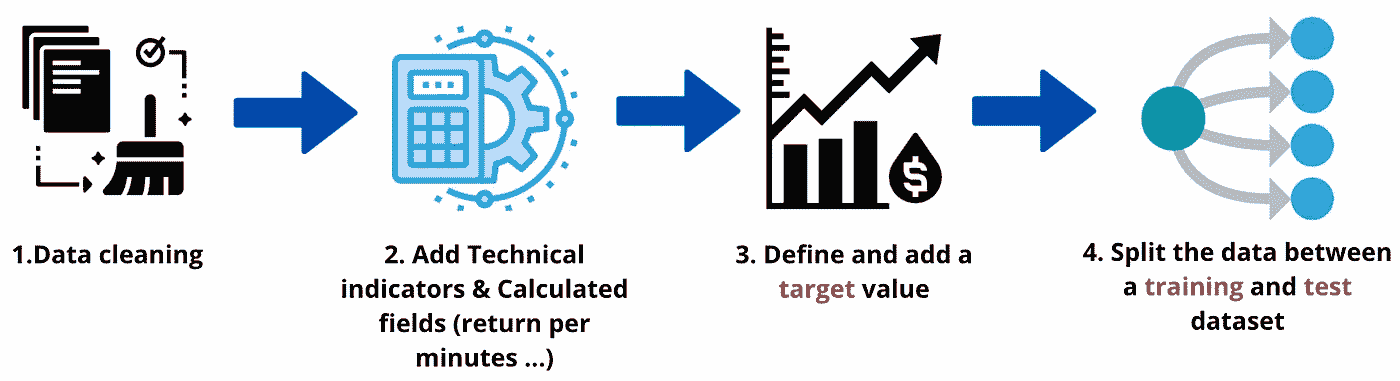 1.Data cleaning
2. Add Technical
indicators & Calculated
fields (return per
minutes ...)
3. Define and add a
target value
4. Split the data between
a training and test
dataset